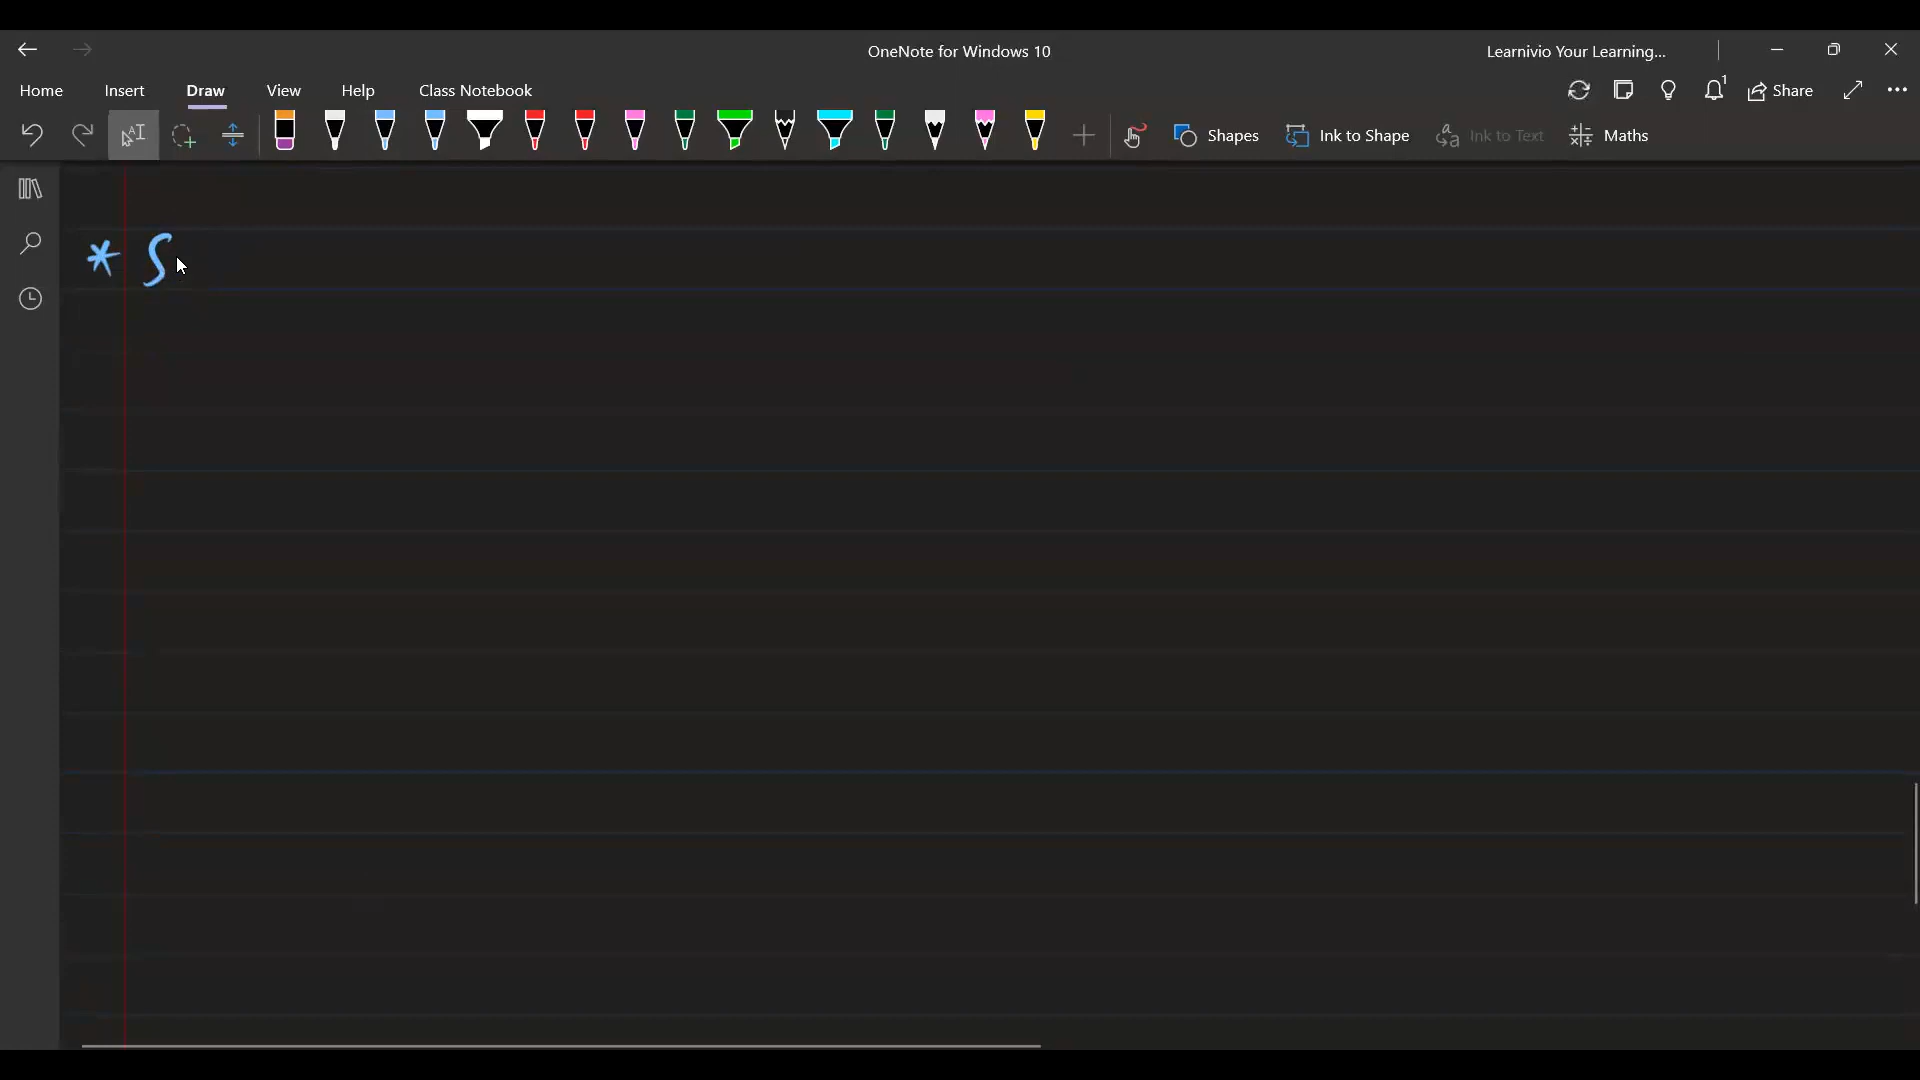 OneNote for Windows 10
Learnivio Your Learning...
Home Insert Draw View Help Class Notebook
1
Share
Shapes Ink to Shape Ink to Text Maths
* S